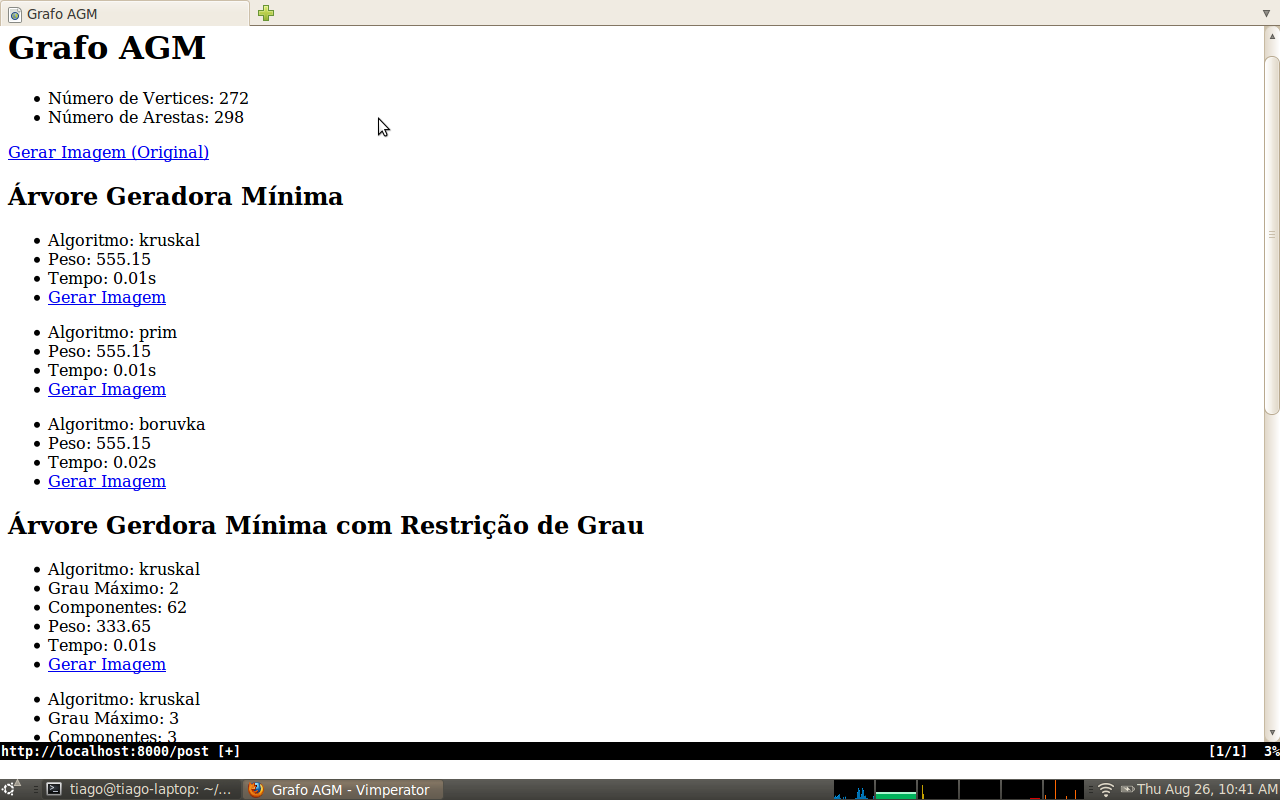 Grafo AGM
Grafo AGM
Número de Vertices: 272
Número de Arestas: 298
Gerar Imagem (Original)
Árvore Geradora Mínima
Algoritmo: kruskal
Peso: 555.15
Tempo: 0.01s
Gerar Imagem
Algoritmo: prim
Peso: 555.15
Tempo: 0.01s
Gerar Imagem
Algoritmo: boruvka
Peso: 555.15
Tempo: 0.02s
Gerar Imagem
Árvore Gerdora Mínima com Restrição de Grau
Algoritmo: kruskal
Grau Máximo: 2
Componentes: 62
Peso: 333.65
Tempo: 0.01s
Gerar Imagem
Algoritmo: kruskal
Grau Máximo: 3
Componentes: 3
http://localhost:8000/post [+] [1/1] 3%
tiago@tiago-laptop: ~/... Grafo AGM - Vimperator Thu Aug 26, 10:41 AM